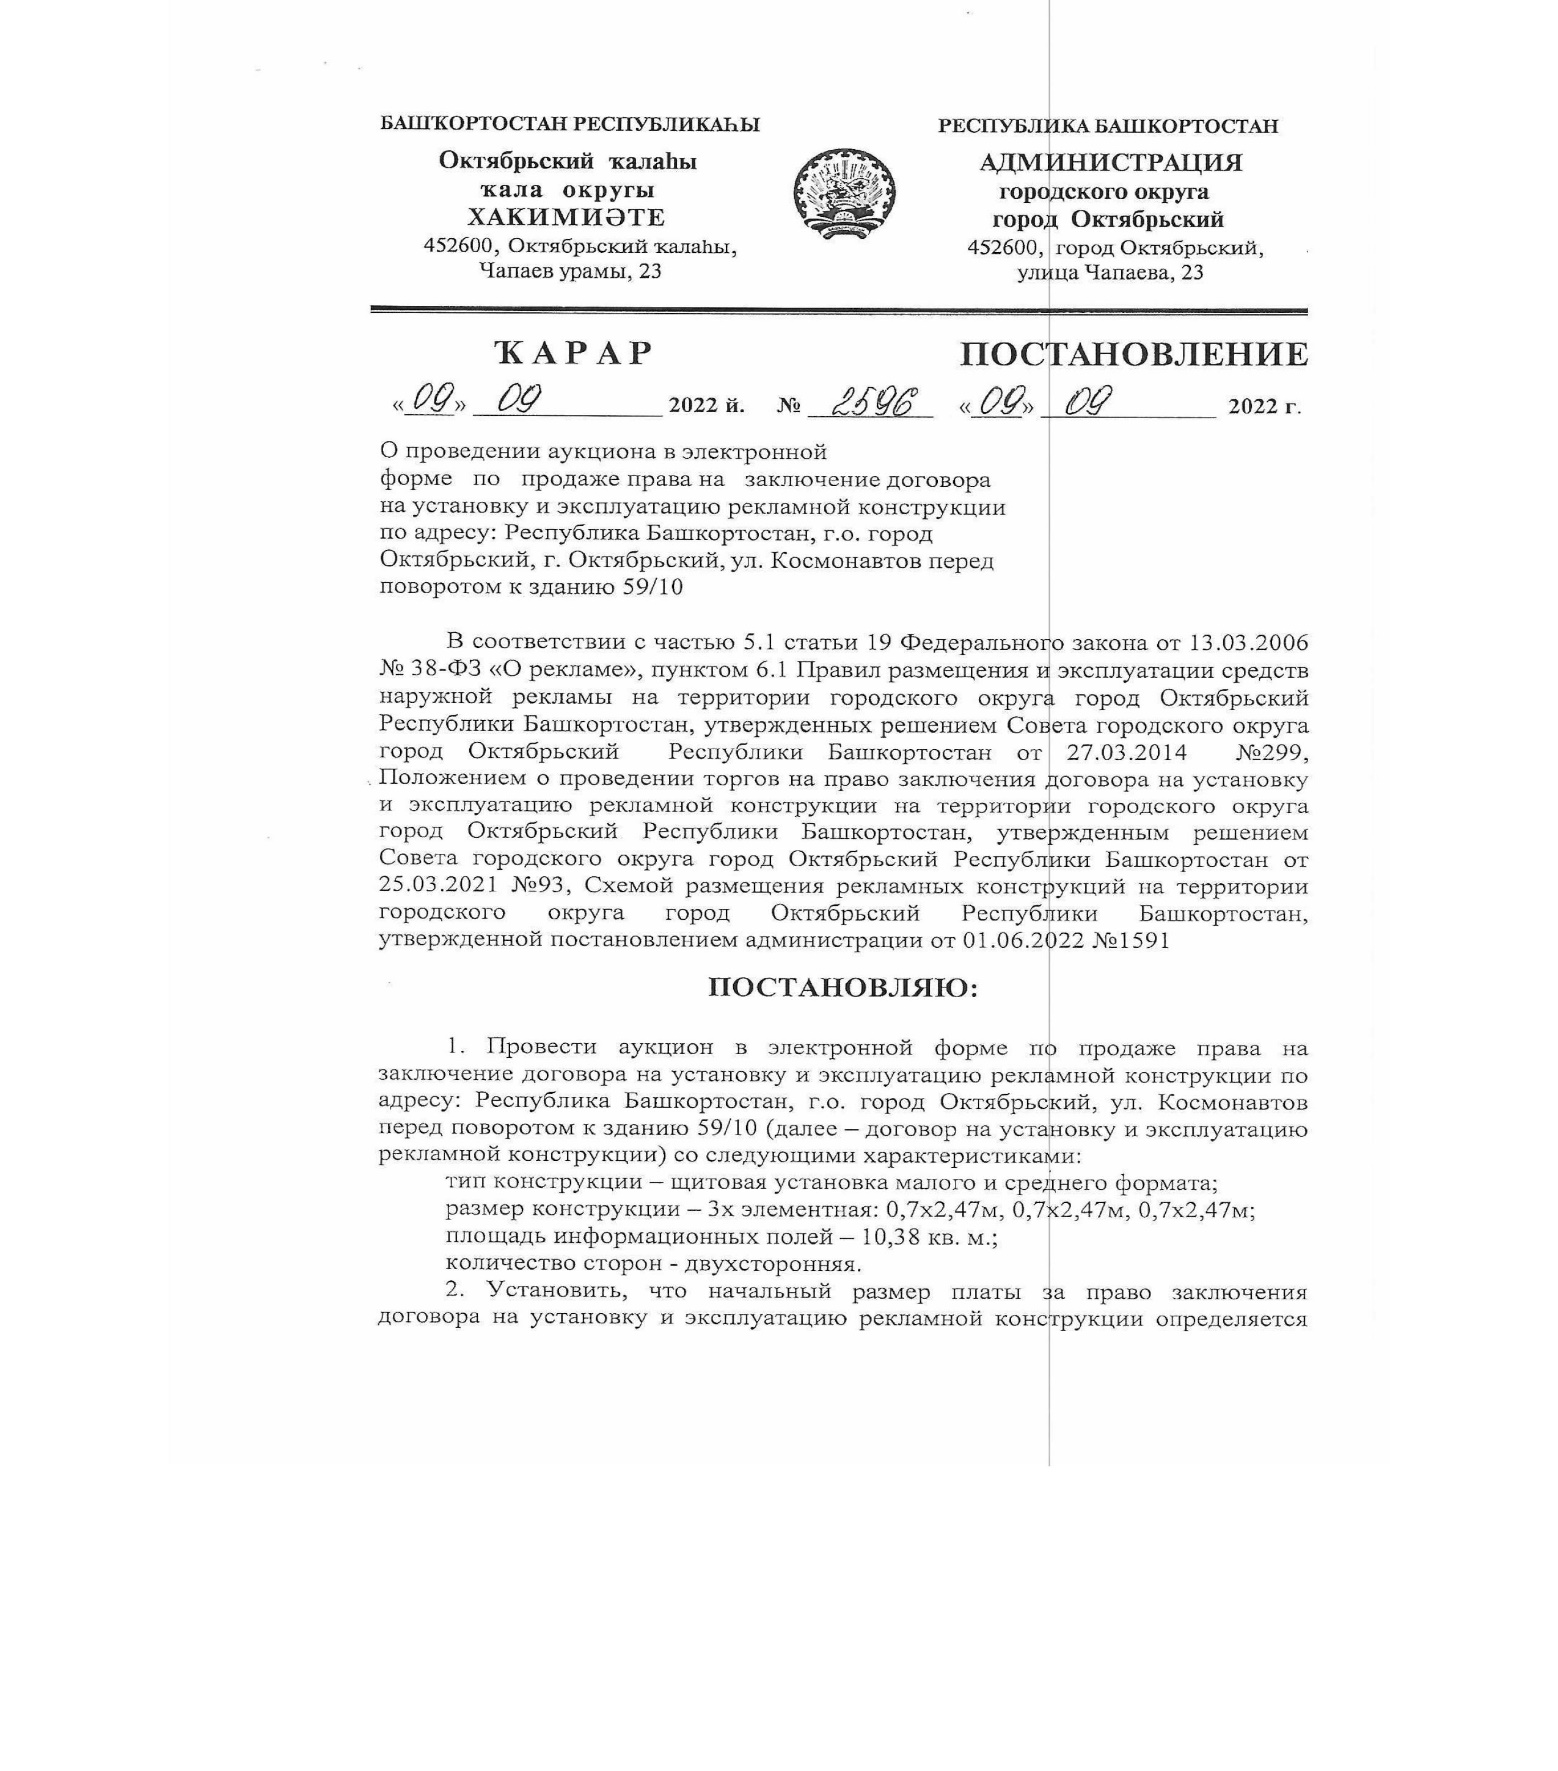 БАШҠОРТОСТАН РЕСПУБЛИКАҺЫ
Октябрьский ҡалаһы
ҡала округы
ХАКИМИӘТЕ
452600, Октябрьский ҡалаһы,
Чапаев урамы, 23
РЕСПУБЛИКА БАШКОРТОСТАН
АДМИНИСТРАЦИЯ
городского округа
город Октябрьский
452600, город Октябрьский,
улица Чапаева, 23
ҠАРАР
ПОСТАНОВЛЕНИЕ
«09» 09 2022 й. № 2596 «09» 09 2022 г.
О проведении аукциона в электронной
форме по продаже права на заключение договора
на установку и эксплуатацию рекламной конструкции
по адресу: Республика Башкортостан, г.о. город
Октябрьский, г. Октябрьский, ул. Космонавтов перед
поворотом к зданию 59/10
В соответствии с частью 5.1 статьи 19 Федерального закона от 13.03.2006
№ 38-ФЗ «О рекламе», пунктом 6.1 Правил размещения и эксплуатации средств
наружной рекламы на территории городского округа город Октябрьский
Республики Башкортостан, утвержденных решением Совета городского округа
город Октябрьский Республики Башкортостан от 27.03.2014 №299,
Положением о проведении торгов на право заключения договора на установку
и эксплуатацию рекламной конструкции на территории городского округа
город Октябрьский Республики Башкортостан, утвержденным решением
Совета городского округа город Октябрьский Республики Башкортостан от
25.03.2021 №93, Схемой размещения рекламных конструкций на территории
городского округа город Октябрьский Республики Башкортостан,
утвержденной постановлением администрации от 01.06.2022 №1591
ПОСТАНОВЛЯЮ:
1. Провести аукцион в электронной форме по продаже права на
заключение договора на установку и эксплуатацию рекламной конструкции по
адресу: Республика Башкортостан, г.о. город Октябрьский, ул. Космонавтов
перед поворотом к зданию 59/10 (далее – договор на установку и эксплуатацию
рекламной конструкции) со следующими характеристиками:
тип конструкции – щитовая установка малого и среднего формата;
размер конструкции – 3х элементная: 0,7х2,47м, 0,7х2,47м, 0,7х2,47м;
площадь информационных полей – 10,38 кв. м.;
количество сторон - двухсторонняя.
2. Установить, что начальный размер платы за право заключения
договора на установку и эксплуатацию рекламной конструкции определяется